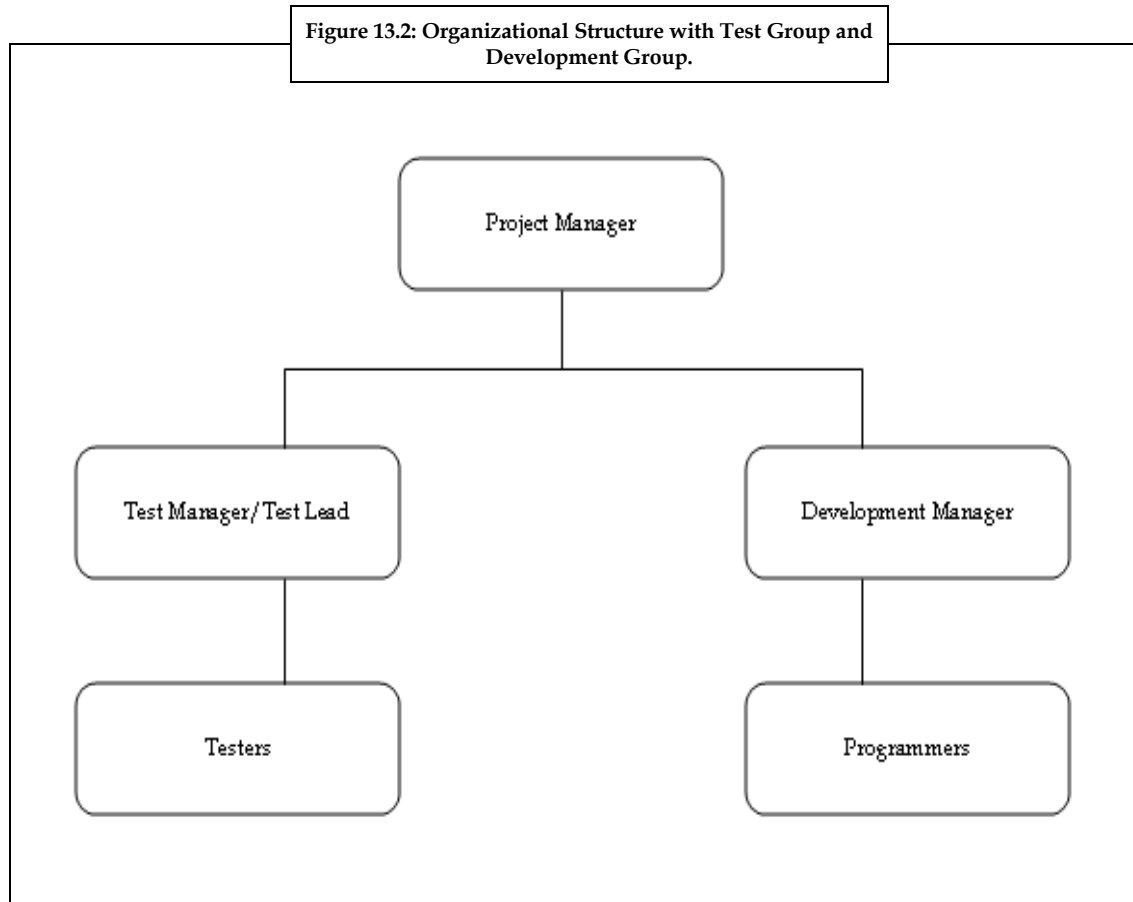 Figure 13.2: Organizational Structure with Test Group and
Development Group.
Project Manager
Test Manager/Test Lead
Development Manager
Testers
Programmers